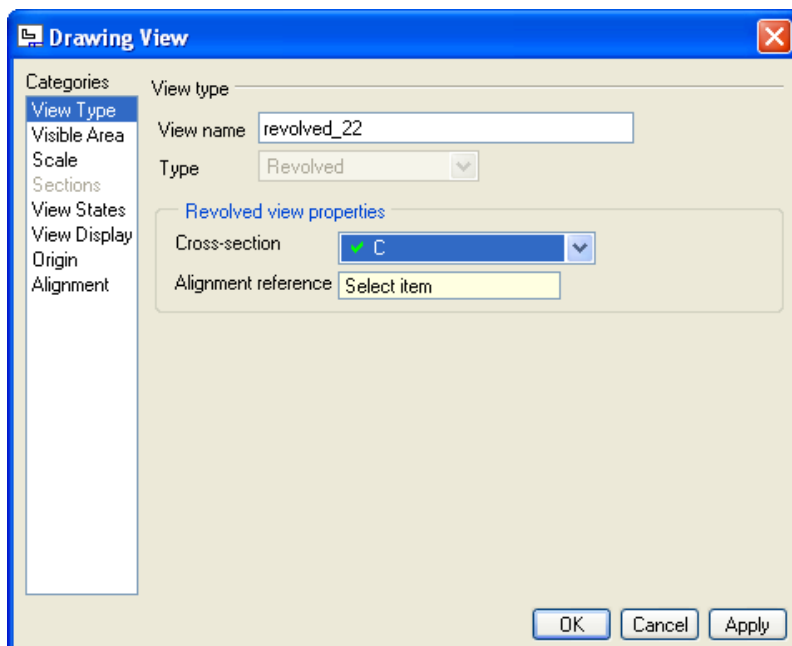 Drawing View
Categories
View Type
Visible Area
Scale
Sections
View States
View Display
Origin
Alignment
View type
View name revolved_22
Type Revolved
Revolved view properties
Cross-section C
Alignment reference Select item
OK Cancel Apply